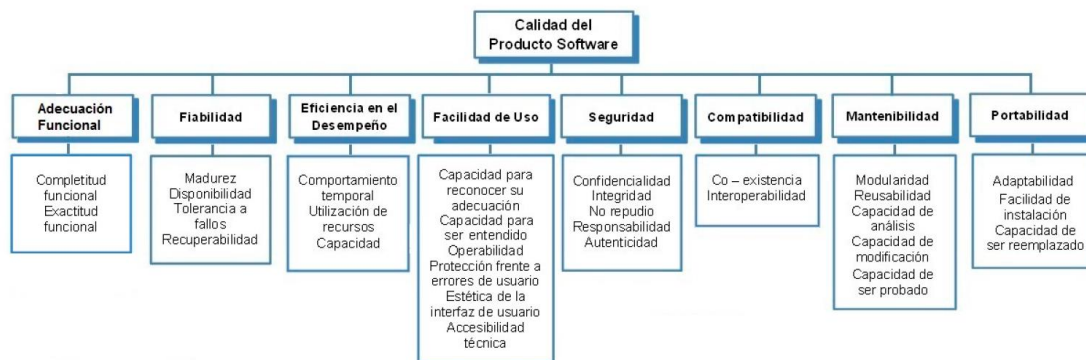 Calidad del
Producto Software
Adecuación
Funcional
Fiabilidad
Eficiencia en el
Desempeño
Facilidad de Uso
Seguridad
Compatibilidad
Mantenibilidad
Portabilidad
Completitud
funcional
Exactitud
funcional
Madurez
Disponibilidad
Tolerancia a
fallos
Recuperabilidad
Comportamiento
temporal
Utilización de
recursos
Capacidad
Capacidad para
reconocer su
adecuación
Capacidad para
ser entendido
Operabilidad
Protección frente a
errores de usuario
Estética de la
interfaz de usuario
Accesibilidad
técnica
Confidencialidad
Integridad
No repudio
Responsabilidad
Autenticidad
Co – existencia
Interoperabilidad
Modularidad
Reusabilidad
Capacidad de
análisis
Capacidad de
modificación
Capacidad de
ser probado
Adaptabilidad
Facilidad de
instalación
Capacidad de
ser reemplazado